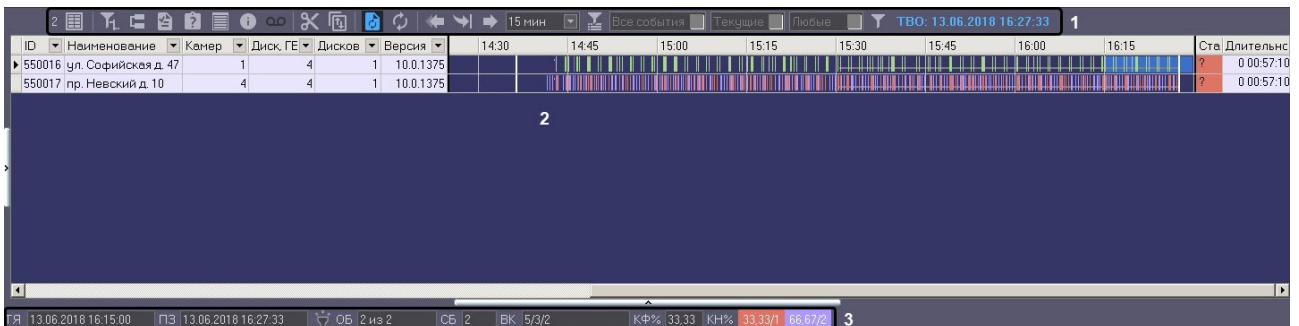 2 15 мин Все события Текущие Любые ТВО: 13.06.2018 16:27:33 1
ID Наименование Камер Диск, ГБ Дисков Версия 14:30 14:45 15:00 15:15 15:30 15:45 16:00 16:15 Ста Длительнс
550016 ул. Софийская д. 47 1 4 1 10.0.1375 ? 0 00:57:10
550017 пр. Невский д. 10 4 4 1 10.0.1375 ? 0 00:57:10
2
ГЯ 13.06.2018 16:15:00 ПЗ 13.06.2018 16:27:33 ОБ 2 из 2 СБ 2 ВК 5/3/2 КФ% 33,33 КН% 33,33/1 66,67/2 3